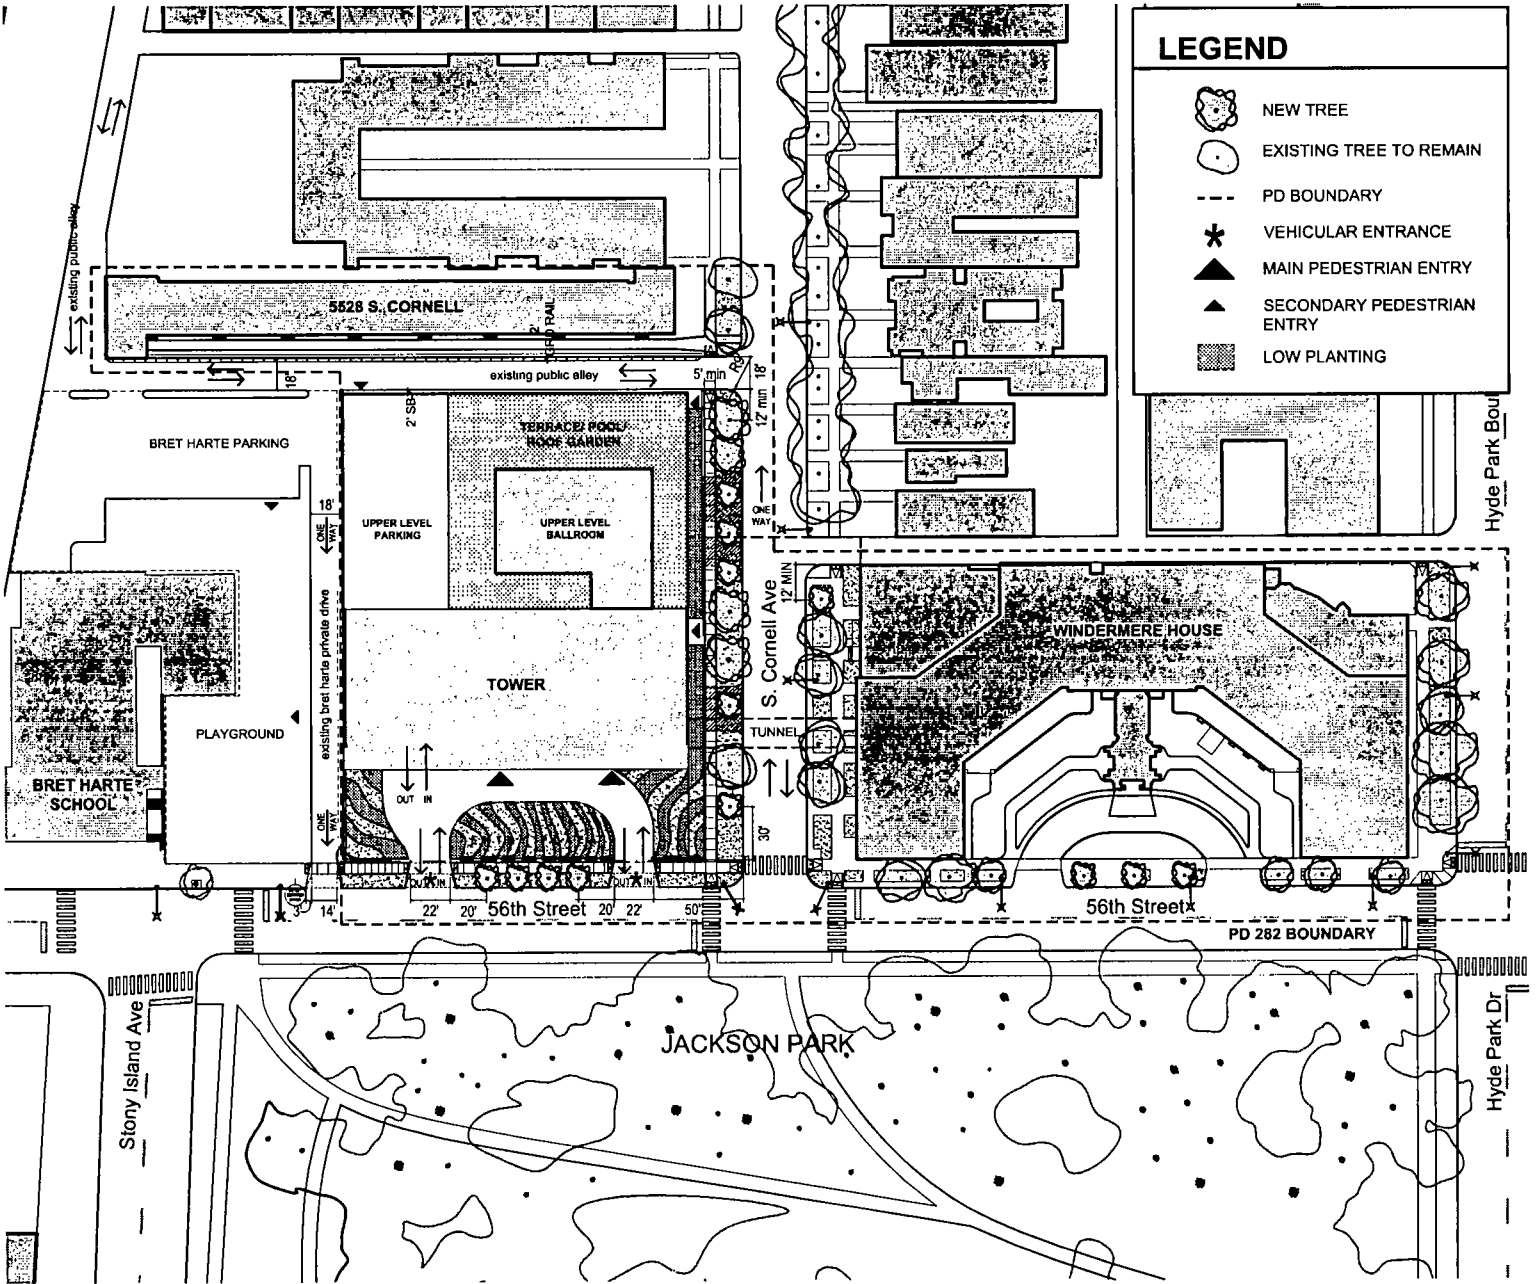 LEGEND
NEW TREE
EXISTING TREE TO REMAIN
PD BOUNDARY
VEHICULAR ENTRANCE
MAIN PEDESTRIAN ENTRY
SECONDARY PEDESTRIAN
ENTRY
LOW PLANTING
existing public alley
5528 S. CORNELL
2'
GRD RAIL
existing public alley
18'
5' min
18'
12' min
2' SB
BRET HARTE PARKING
TERRACE/ POOL/
ROOF GARDEN
18'
ONE
WAY
UPPER LEVEL
PARKING
UPPER LEVEL
BALLROOM
ONE
WAY
Hyde Park Boul
12' MIN
S. Cornell Ave
WINDERMERE HOUSE
existing bret harte private drive
TOWER
TUNNEL
PLAYGROUND
BRET HARTE
SCHOOL
OUT IN
ONE
WAY
30'
OUT IN
OUT IN
3'
14'
22'
20'
56th Street
20'
22'
50'
56th Street
PD 282 BOUNDARY
JACKSON PARK
Stony Island Ave
Hyde Park Dr